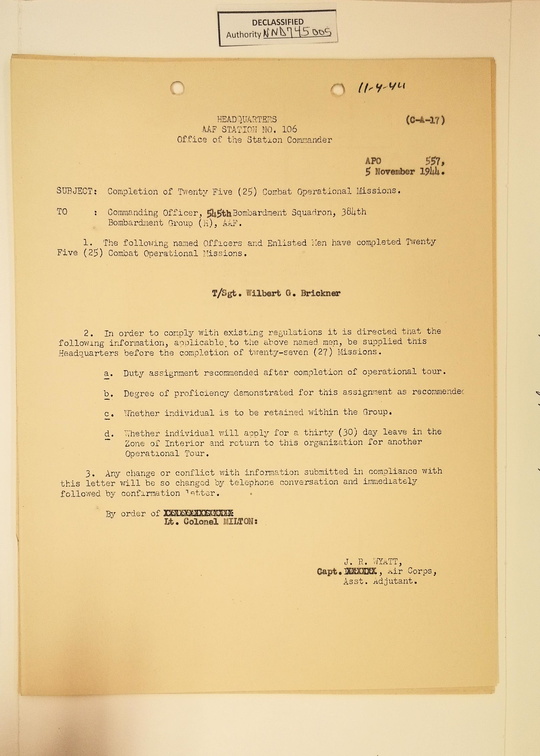 DECLASSIFIED
Authority NND745005
11-4-44
HEADQUARTERS (C-A-17)
AAF STATION NO. 106
Office of the Station Commander
APO 557,
5 November 1944.
SUBJECT: Completion of Twenty Five (25) Combat Operational Missions.
TO : Commanding Officer, 545th Bombardment Squadron, 384th
Bombardment Group (H), AAF.
1. The following named Officers and Enlisted Men have completed Twenty
Five (25) Combat Operational Missions.
T/Sgt. Wilbert G. Brickner
2. In order to comply with existing regulations it is directed that the
following information, applicable to the above named men, be supplied this
Headquarters before the completion of twenty-seven (27) Missions.
a. Duty assignment recommended after completion of operational tour.
b. Degree of proficiency demonstrated for this assignment as recommended
c. Whether individual is to be retained within the Group.
d. Whether individual will apply for a thirty (30) day leave in the
Zone of Interior and return to this organization for another
Operational Tour.
3. Any change or conflict with information submitted in compliance with
this letter will be so changed by telephone conversation and immediately
followed by confirmation letter.
By order of
Lt. Colonel MILTON:
J. R. WYATT,
Capt. , Air Corps,
Asst. Adjutant.